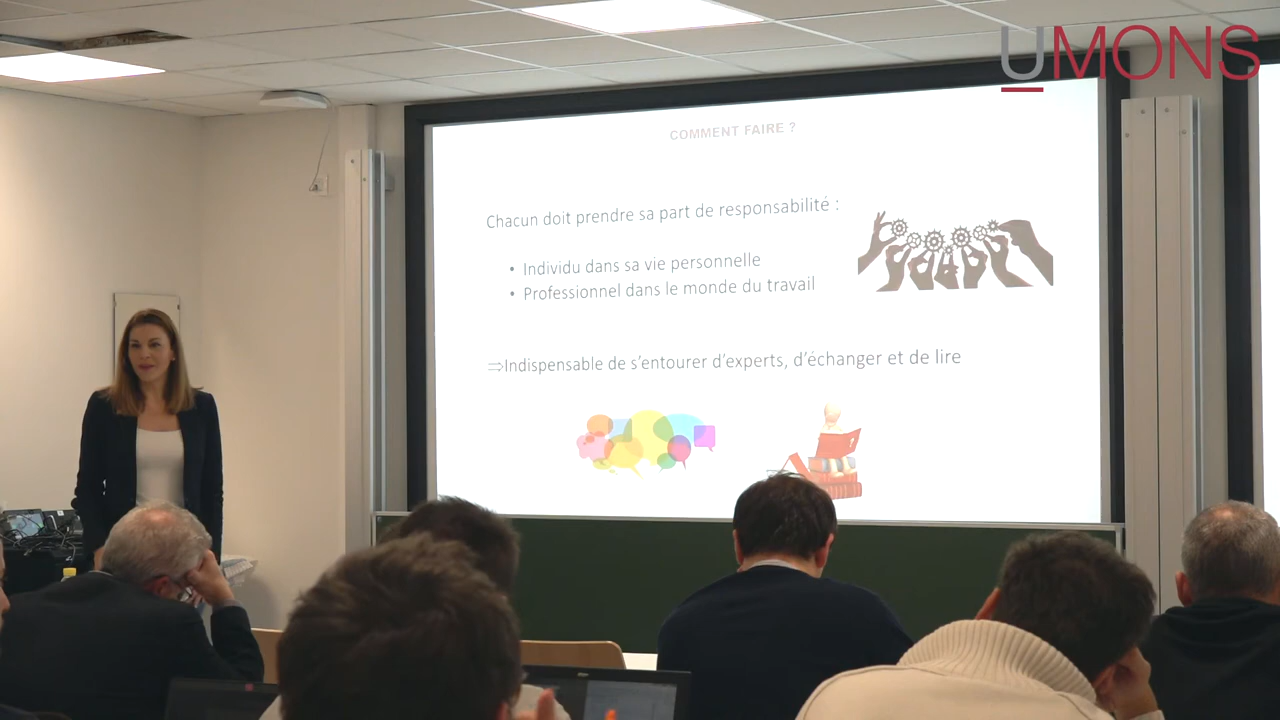 UMONS
COMMENT FAIRE ?
Chacun doit prendre sa part de responsabilité :
• Individu dans sa vie personnelle
• Professionnel dans le monde du travail
⇒Indispensable de s'entourer d'experts, d'échanger et de lire